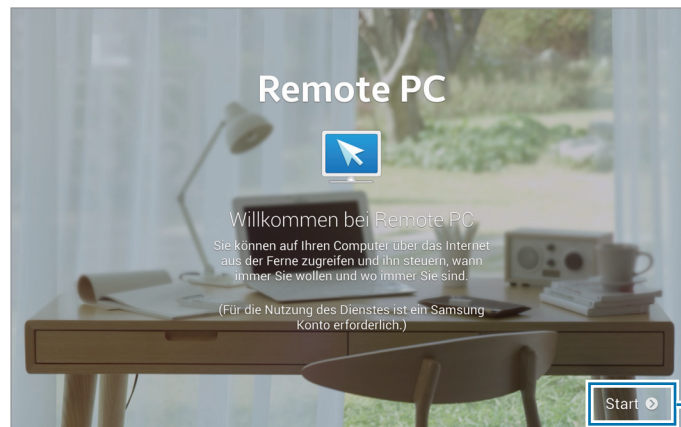 Remote PC
Willkommen bei Remote PC
Sie können auf Ihren Computer über das Internet
aus der Ferne zugreifen und ihn steuern, wann
immer Sie wollen und wo immer Sie sind.
(Für die Nutzung des Dienstes ist ein Samsung
Konto erforderlich.)
Start